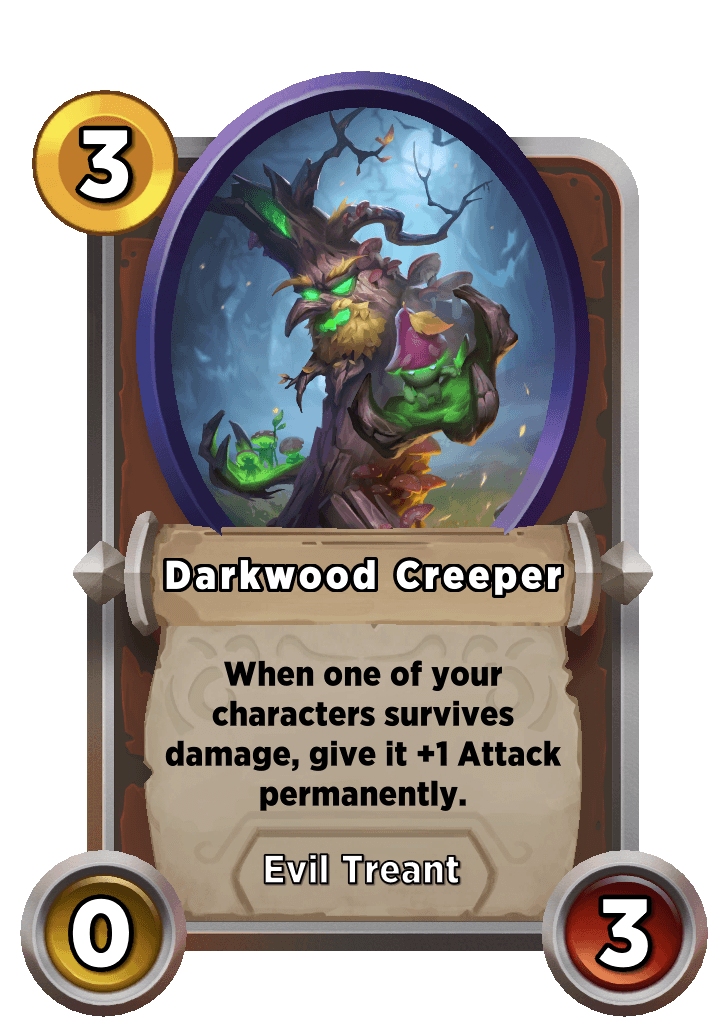 3
Darkwood Creeper
When one of your
characters survives
damage, give it +1 Attack
permanently.
Evil Treant
0
3